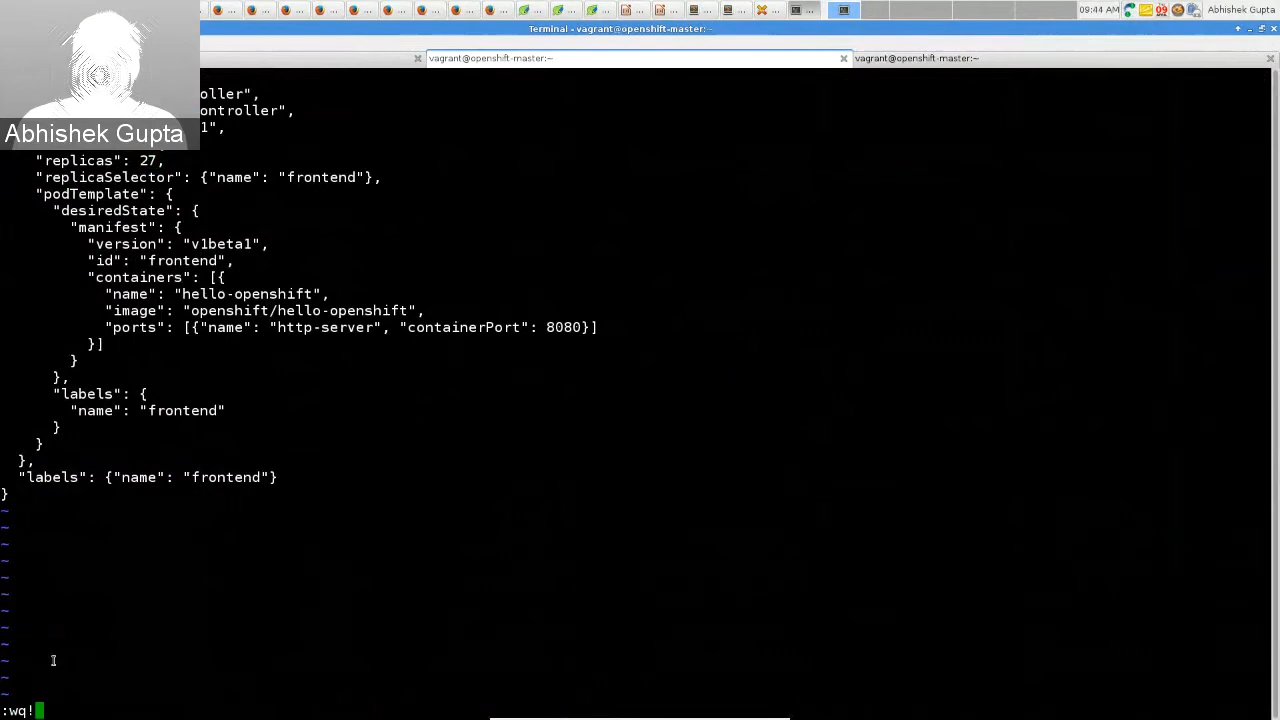 09:44 AM
Abhishek Gupta
Terminal - vagrant@openshift-master:~
vagrant@openshift-master:~
vagrant@openshift-master:~
Abhishek Gupta
oller",
ontroller",
1",
"replicas": 27,
"replicaSelector": {"name": "frontend"},
"podTemplate": {
"desiredState": {
"manifest": {
"version": "v1beta1",
"id": "frontend",
"containers": [{
"name": "hello-openshift",
"image": "openshift/hello-openshift",
"ports": [{"name": "http-server", "containerPort": 8080}]
}]
}
},
"labels": {
"name": "frontend"
}
}
},
"labels": {"name": "frontend"}
}
~
~
~
~
~
~
~
~
~
~
~
~
:wq!